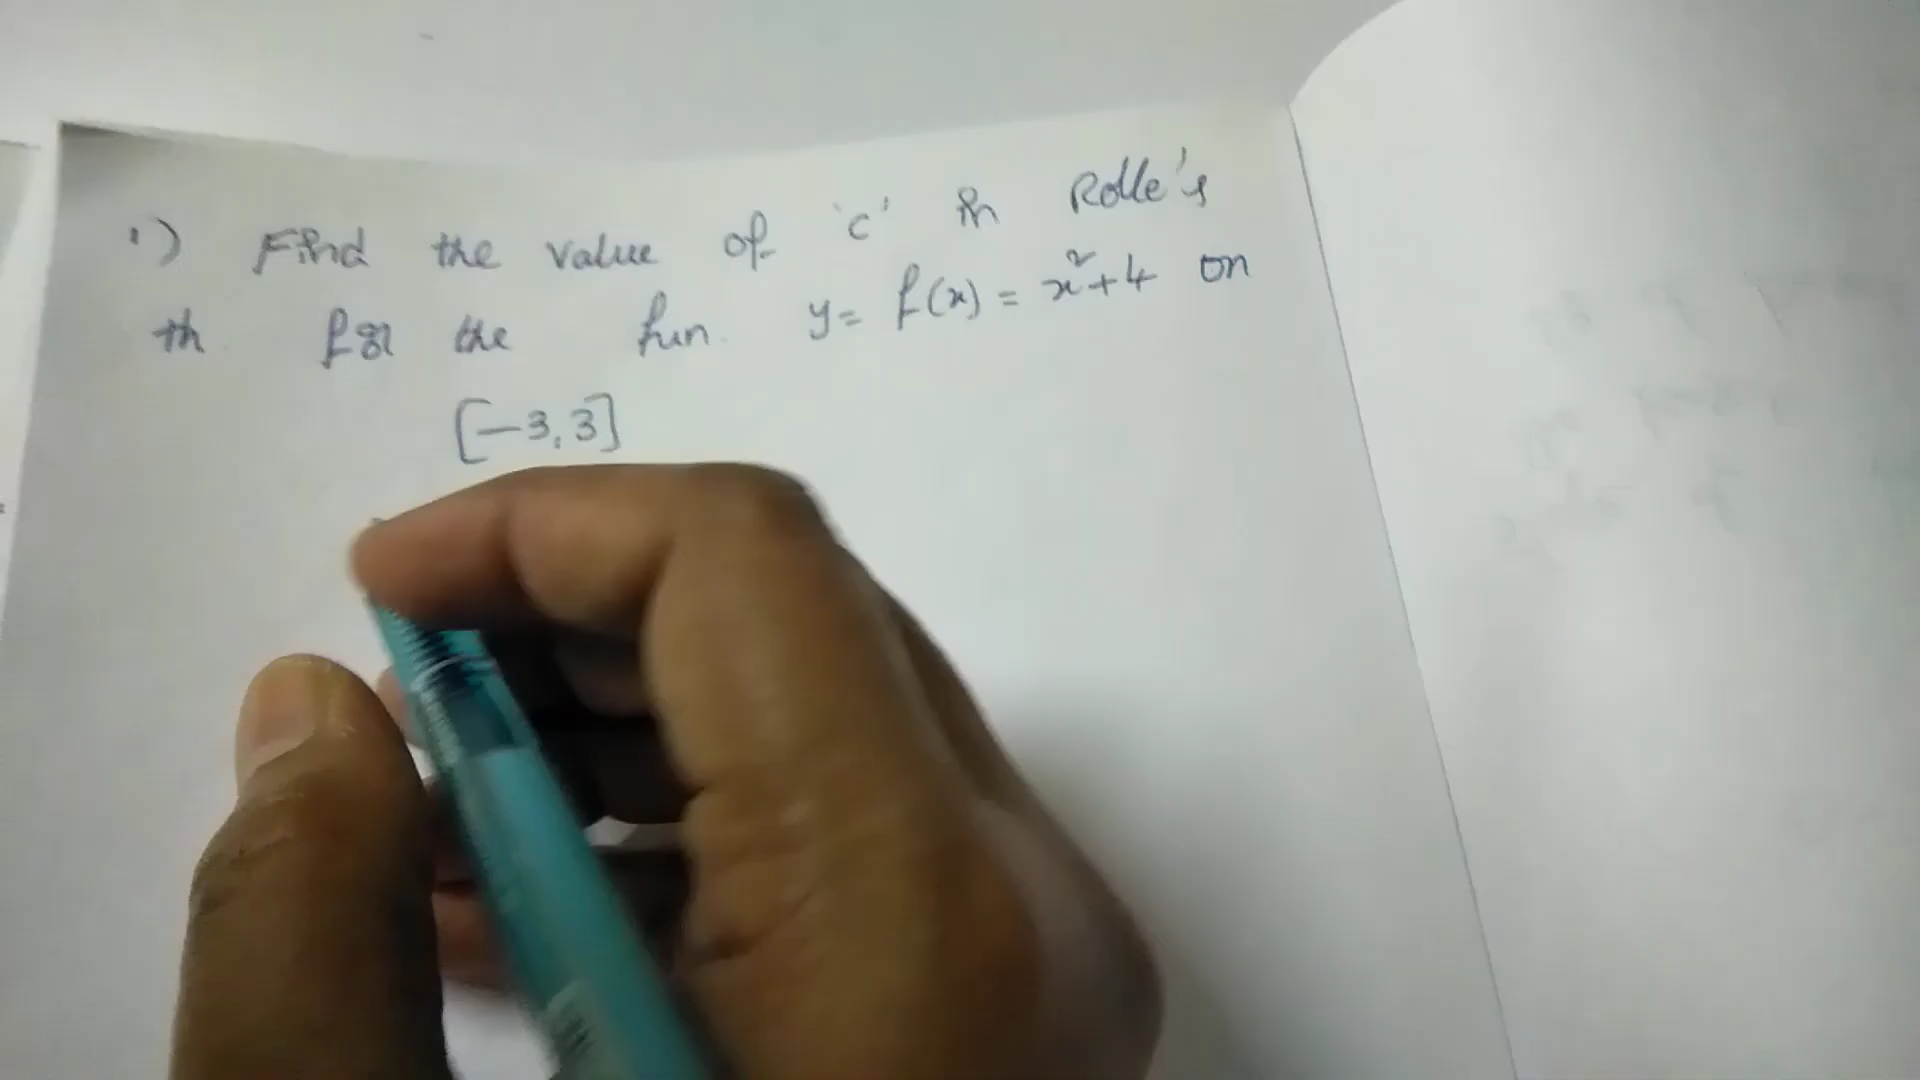 1) Find the value of 'c' in Rolle's
th. for the fun. y = f(x) = x²+4 on
[-3, 3]